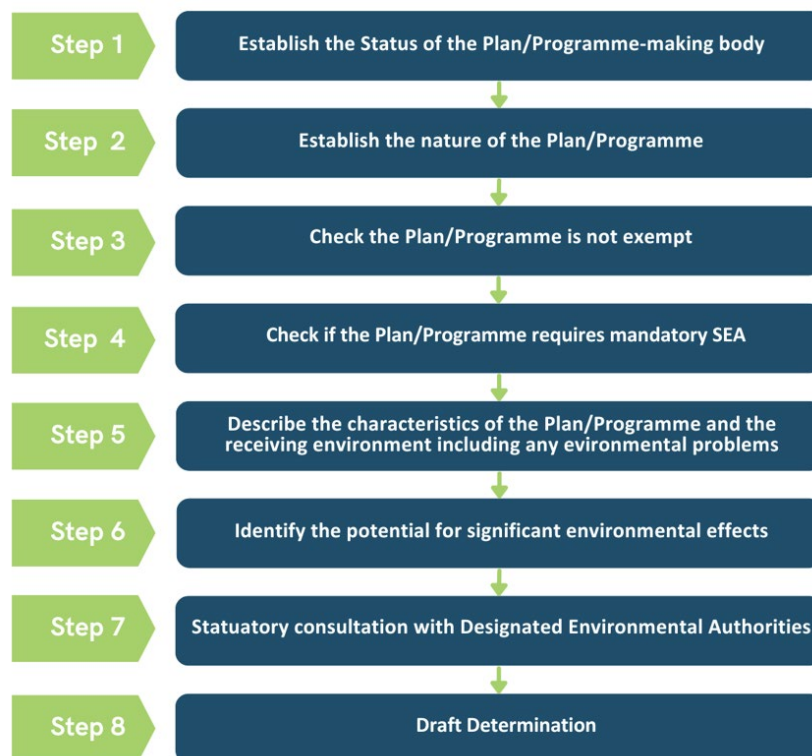 Step 1
Establish the Status of the Plan/Programme-making body
Step 2
Establish the nature of the Plan/Programme
Step 3
Check the Plan/Programme is not exempt
Step 4
Check if the Plan/Programme requires mandatory SEA
Step 5
Describe the characteristics of the Plan/Programme and the
receiving environment including any evironmental problems
Step 6
Identify the potential for significant environmental effects
Step 7
Statuatory consultation with Designated Environmental Authorities
Step 8
Draft Determination